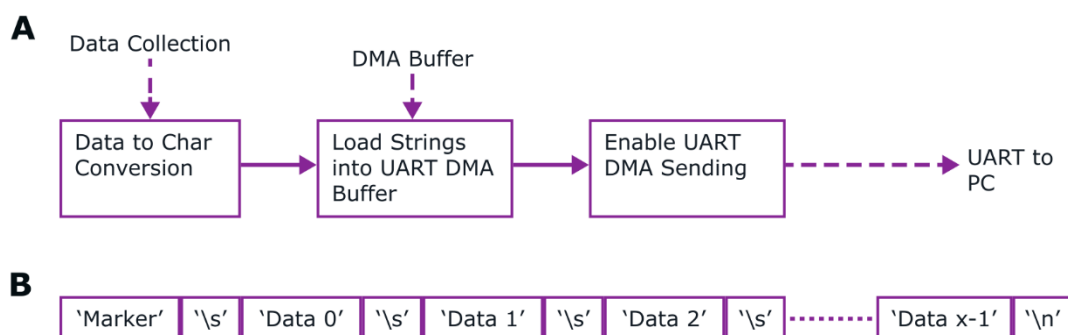 A
Data Collection
DMA Buffer
Data to Char
Conversion
Load Strings
into UART DMA
Buffer
Enable UART
DMA Sending
UART to
PC
B
‘Marker’ ‘\s’ ‘Data 0’ ‘\s’ ‘Data 1’ ‘\s’ ‘Data 2’ ‘\s’ ‘Data x-1’ ‘\n’